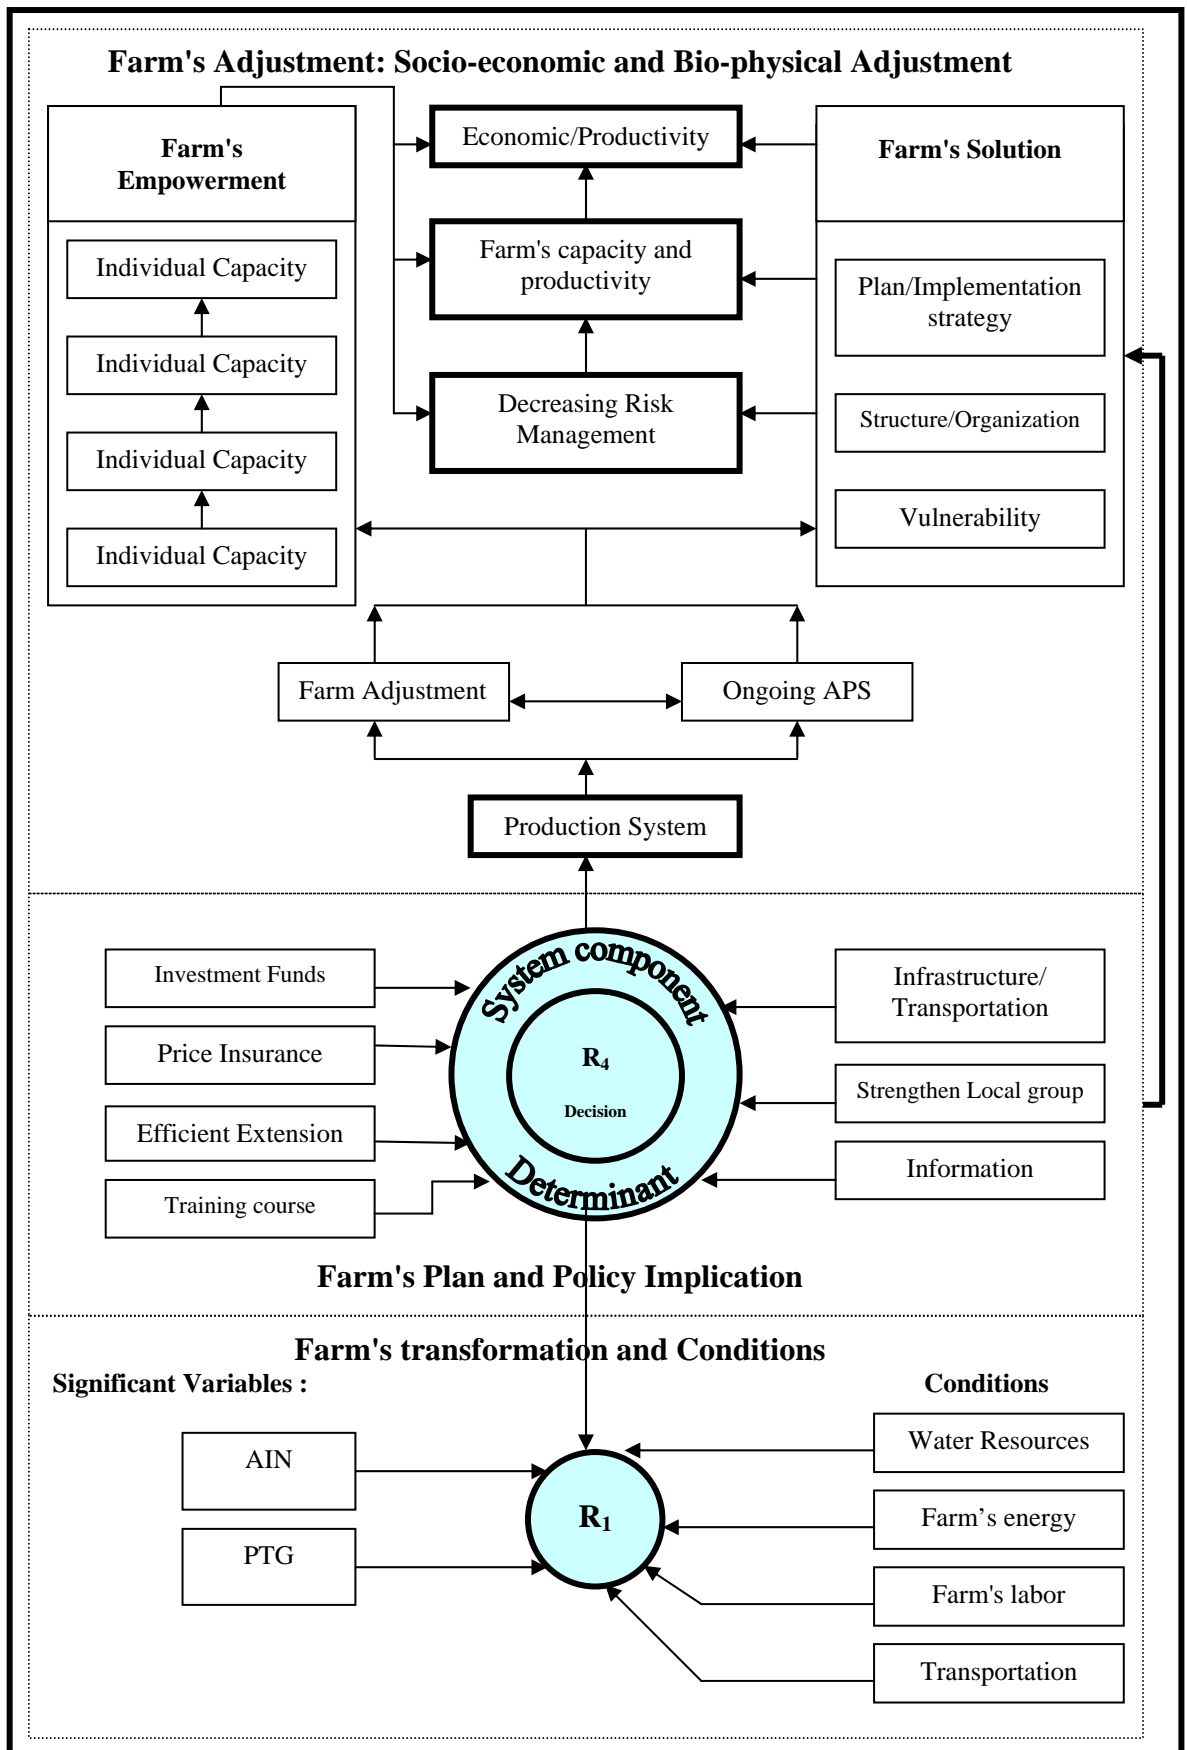 Farm's Adjustment: Socio-economic and Bio-physical Adjustment
Farm's
Empowerment
Individual Capacity
Individual Capacity
Individual Capacity
Individual Capacity
Economic/Productivity
Farm's capacity and
productivity
Decreasing Risk
Management
Farm's Solution
Plan/Implementation
strategy
Structure/Organization
Vulnerability
Farm Adjustment
Ongoing APS
Production System
Investment Funds
Price Insurance
Efficient Extension
Training course
System component
R4
Decision
Determinant
Infrastructure/
Transportation
Strengthen Local group
Information
Farm's Plan and Policy Implication
Farm's transformation and Conditions
Significant Variables :
AIN
PTG
R1
Conditions
Water Resources
Farm’s energy
Farm's labor
Transportation